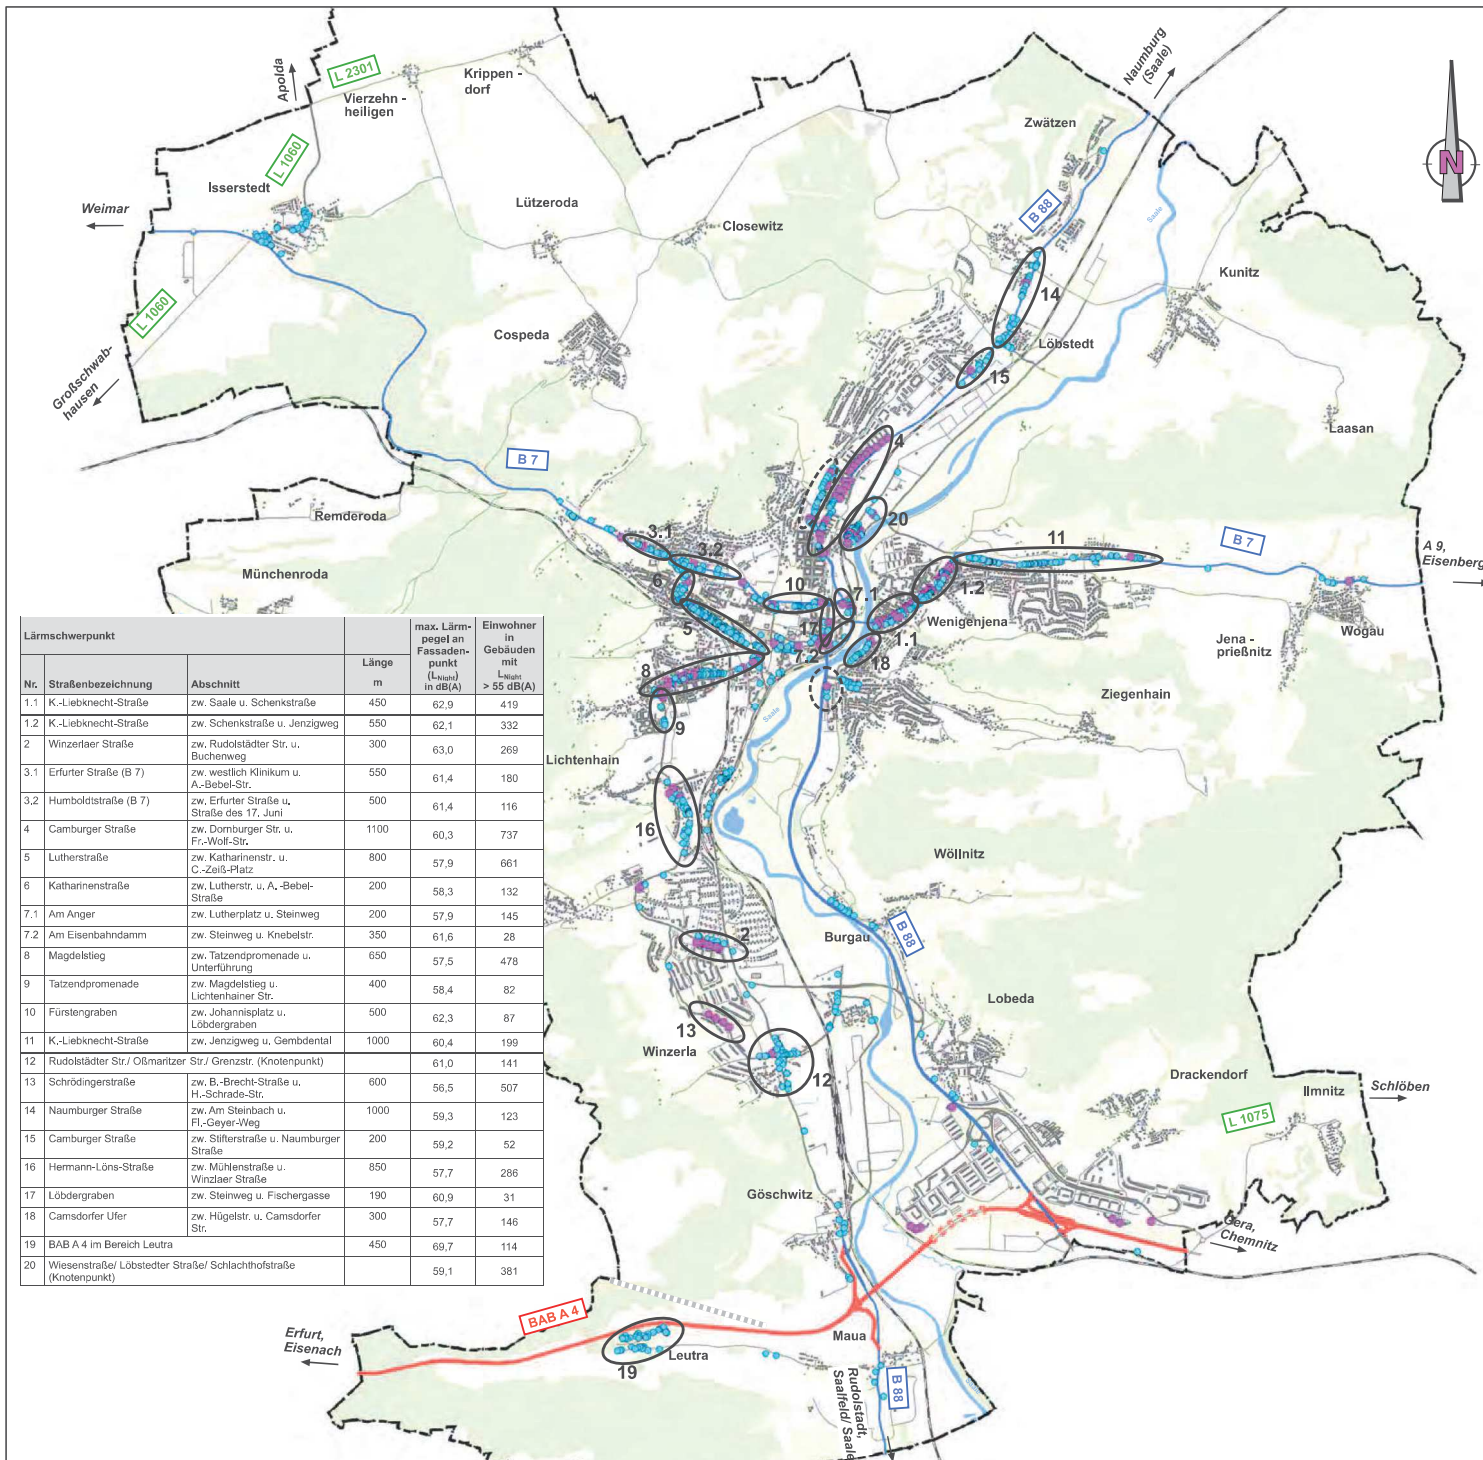 Naumburg
(Saale)
Apolda
L 2301
Krippen -
dorf
Vierzehn -
heiligen
Zwätzen
N
L 1060
Isserstedt
Weimar
Lützeroda
Closewitz
B 88
Saale
Kunitz
L 1060
Großschwab-
hausen
Cospeda
14
Löbstedt
15
Laasan
B 7
4
Remderoda
20
3.1
3.2
11
B 7
A 9,
Eisenberg
Münchenroda
6
10
7.1
1.2
5
17
7.2
1.1
Wenigenjena
18
Jena -
prießnitz
Wogau
8
Ziegenhain
Saale
9
Lichtenhain
16
Wöllnitz
2
Burgau
B 88
Lobeda
13
Winzerla
12
Drackendorf
Ilmnitz
Schlöben
L 1075
Göschwitz
Gera,
Chemnitz
BAB A 4
Erfurt,
Eisenach
Maua
Leutra
19
B 88
Rudolstadt,
Saalfeld/ Saale
Lärmschwerpunkt
max. Lärm-
pegel an
Fassaden-
punkt
(LNight)
in dB(A)
Einwohner
in
Gebäuden
mit
LNight
> 55 dB(A)
Länge
m
Nr. Straßenbezeichnung Abschnitt
1.1 K.-Liebknecht-Straße zw. Saale u. Schenkstraße 450 62,9 419
1.2 K.-Liebknecht-Straße zw. Schenkstraße u. Jenzigweg 550 62,1 332
2 Winzerlaer Straße zw. Rudolstädter Str. u.
Buchenweg 300 63,0 269
3.1 Erfurter Straße (B 7) zw. westlich Klinikum u.
A.-Bebel-Str. 550 61,4 180
3.2 Humboldtstraße (B 7) zw. Erfurter Straße u.
Straße des 17. Juni 500 61,4 116
4 Camburger Straße zw. Dornburger Str. u.
Fr.-Wolf-Str. 1100 60,3 737
5 Lutherstraße zw. Katharinenstr. u.
C.-Zeiß-Platz 800 57,9 661
6 Katharinenstraße zw. Lutherstr. u. A. -Bebel-
Straße 200 58,3 132
7.1 Am Anger zw. Lutherplatz u. Steinweg 200 57,9 145
7.2 Am Eisenbahndamm zw. Steinweg u. Knebelstr. 350 61,6 28
8 Magdelstieg zw. Tatzendpromenade u.
Unterführung 650 57,5 478
9 Tatzendpromenade zw. Magdelstieg u.
Lichtenhainer Str. 400 58,4 82
10 Fürstengraben zw. Johannisplatz u.
Löbdergraben 500 62,3 87
11 K.-Liebknecht-Straße zw. Jenzigweg u. Gembdental 1000 60,4 199
12 Rudolstädter Str./ Oßmaritzer Str./ Grenzstr. (Knotenpunkt) 61,0 141
13 Schrödingerstraße zw. B.-Brecht-Straße u.
H.-Schrade-Str. 600 56,5 507
14 Naumburger Straße zw. Am Steinbach u.
Fl.-Geyer-Weg 1000 59,3 123
15 Camburger Straße zw. Stifterstraße u. Naumburger
Straße 200 59,2 52
16 Hermann-Löns-Straße zw. Mühlenstraße u.
Winzlaer Straße 850 57,7 286
17 Löbdergraben zw. Steinweg u. Fischergasse 190 60,9 31
18 Camsdorfer Ufer zw. Hügelstr. u. Camsdorfer
Str. 300 57,7 146
19 BAB A 4 im Bereich Leutra 450 69,7 114
20 Wiesenstraße/ Löbstedter Straße/ Schlachthofstraße
(Knotenpunkt) 59,1 381